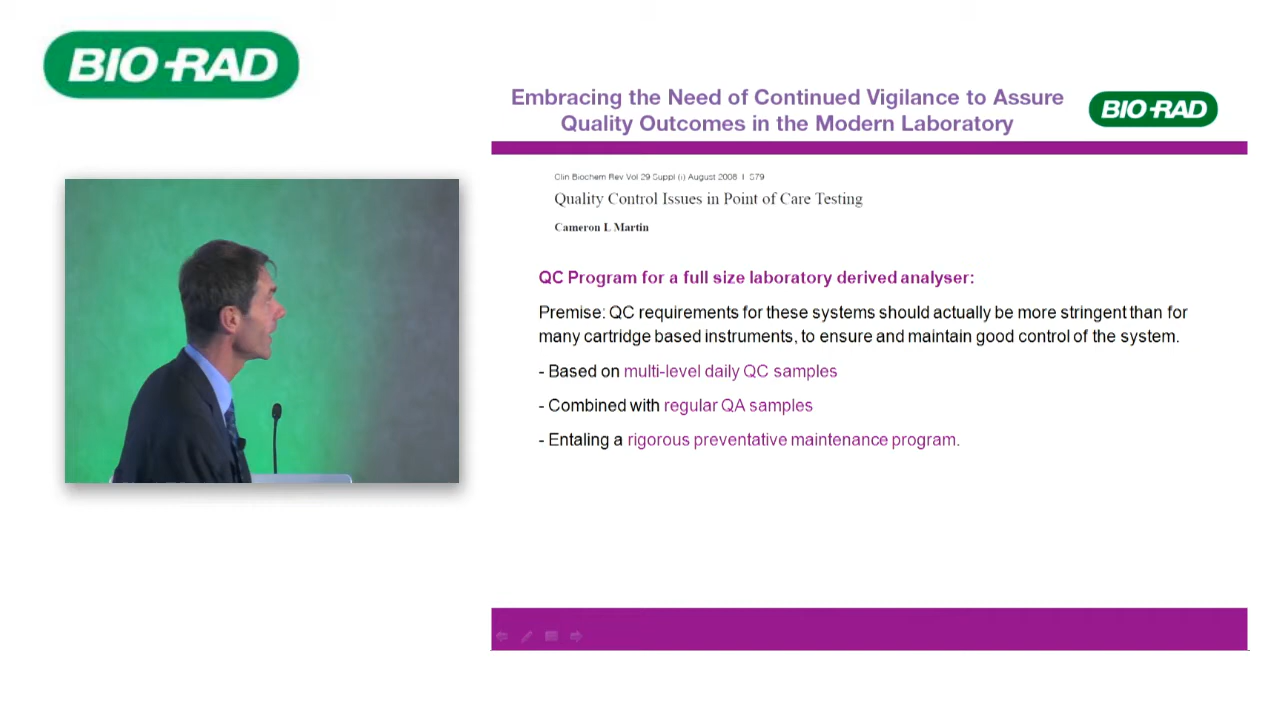 BIO-RAD
Embracing the Need of Continued Vigilance to Assure
Quality Outcomes in the Modern Laboratory
BIO-RAD
Clin Biochem Rev Vol 29 Suppl (i) August 2008 I S79
Quality Control Issues in Point of Care Testing
Cameron L Martin
QC Program for a full size laboratory derived analyser:
Premise: QC requirements for these systems should actually be more stringent than for
many cartridge based instruments, to ensure and maintain good control of the system.
- Based on multi-level daily QC samples
- Combined with regular QA samples
- Entaling a rigorous preventative maintenance program.